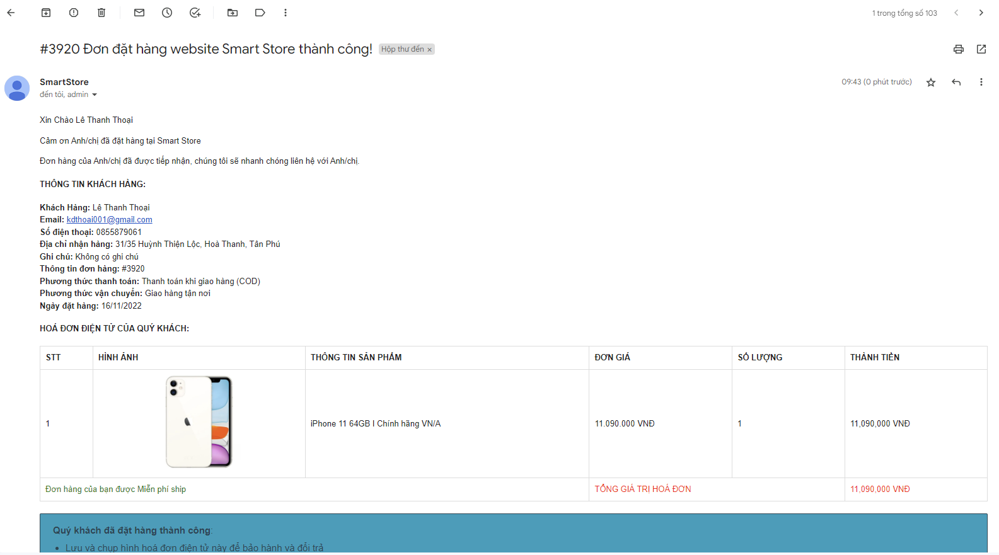 1 trong tổng số 103
#3920 Đơn đặt hàng website Smart Store thành công! Hộp thư đến ×
SmartStore 09:43 (0 phút trước)
đến tôi, admin
Xin Chào Lê Thanh Thoại
Cảm ơn Anh/chị đã đặt hàng tại Smart Store
Đơn hàng của Anh/chị đã được tiếp nhận, chúng tôi sẽ nhanh chóng liên hệ với Anh/chị.
THÔNG TIN KHÁCH HÀNG:
Khách Hàng: Lê Thanh Thoại
Email: kdthoai001@gmail.com
Số điện thoại: 0855879061
Địa chỉ nhận hàng: 31/35 Huỳnh Thiện Lộc, Hoà Thanh, Tân Phú
Ghi chú: Không có ghi chú
Thông tin đơn hàng: #3920
Phương thức thanh toán: Thanh toán khi giao hàng (COD)
Phương thức vận chuyển: Giao hàng tận nơi
Ngày đặt hàng: 16/11/2022
HOÁ ĐƠN ĐIỆN TỬ CỦA QUÝ KHÁCH:
STT HÌNH ẢNH THÔNG TIN SẢN PHẨM ĐƠN GIÁ SỐ LƯỢNG THÀNH TIỀN
1 iPhone 11 64GB I Chính hãng VN/A 11.090.000 VNĐ 1 11,090,000 VNĐ
Đơn hàng của bạn được Miễn phí ship TỔNG GIÁ TRỊ HOÁ ĐƠN 11,090,000 VNĐ
Quý khách đã đặt hàng thành công:
• Lưu và chụp hình hoá đơn điện tử này để bảo hành và đổi trả